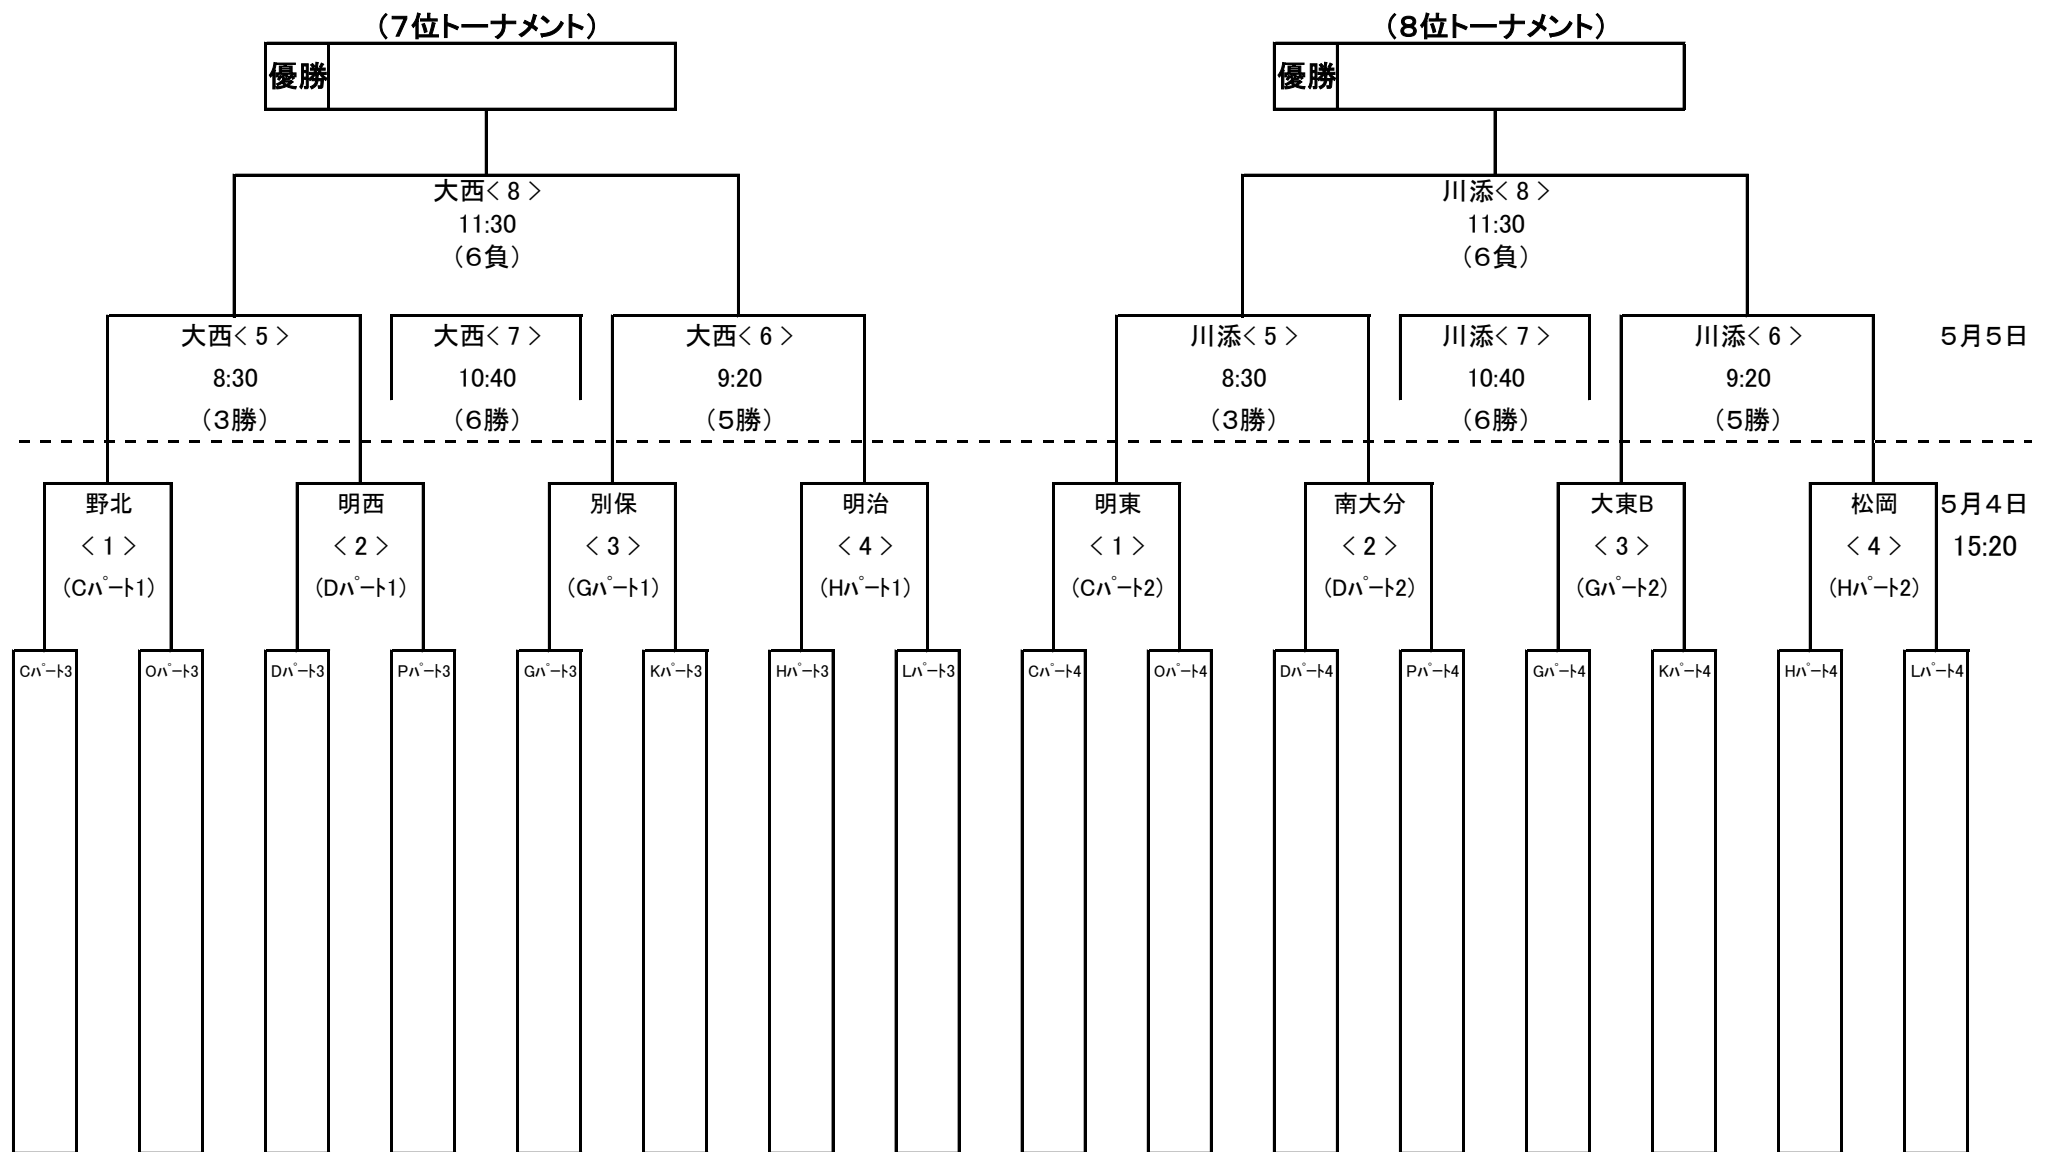 （７位トーナメント）
（８位トーナメント）
優勝
優勝
大西＜ 8 ＞
11:30
（６負）
川添＜ 8 ＞
11:30
（６負）
大西＜ 5 ＞
8:30
（３勝）
大西＜ 7 ＞
10:40
（６勝）
大西＜ 6 ＞
9:20
（５勝）
川添＜ 5 ＞
8:30
（３勝）
川添＜ 7 ＞
10:40
（６勝）
川添＜ 6 ＞
9:20
（５勝）
５月５日
野北
＜ 1 ＞
（Cﾊﾟｰﾄ1）
明西
＜ 2 ＞
（Dﾊﾟｰﾄ1）
別保
＜ 3 ＞
（Gﾊﾟｰﾄ1）
明治
＜ 4 ＞
（Hﾊﾟｰﾄ1）
明東
＜ 1 ＞
（Cﾊﾟｰﾄ2）
南大分
＜ 2 ＞
（Dﾊﾟｰﾄ2）
大東B
＜ 3 ＞
（Gﾊﾟｰﾄ2）
松岡
＜ 4 ＞
（Hﾊﾟｰﾄ2）
５月４日
15:20
Cﾊﾟｰﾄ3
Oﾊﾟｰﾄ3
Dﾊﾟｰﾄ3
Pﾊﾟｰﾄ3
Gﾊﾟｰﾄ3
Kﾊﾟｰﾄ3
Hﾊﾟｰﾄ3
Lﾊﾟｰﾄ3
Cﾊﾟｰﾄ4
Oﾊﾟｰﾄ4
Dﾊﾟｰﾄ4
Pﾊﾟｰﾄ4
Gﾊﾟｰﾄ4
Kﾊﾟｰﾄ4
Hﾊﾟｰﾄ4
Lﾊﾟｰﾄ4